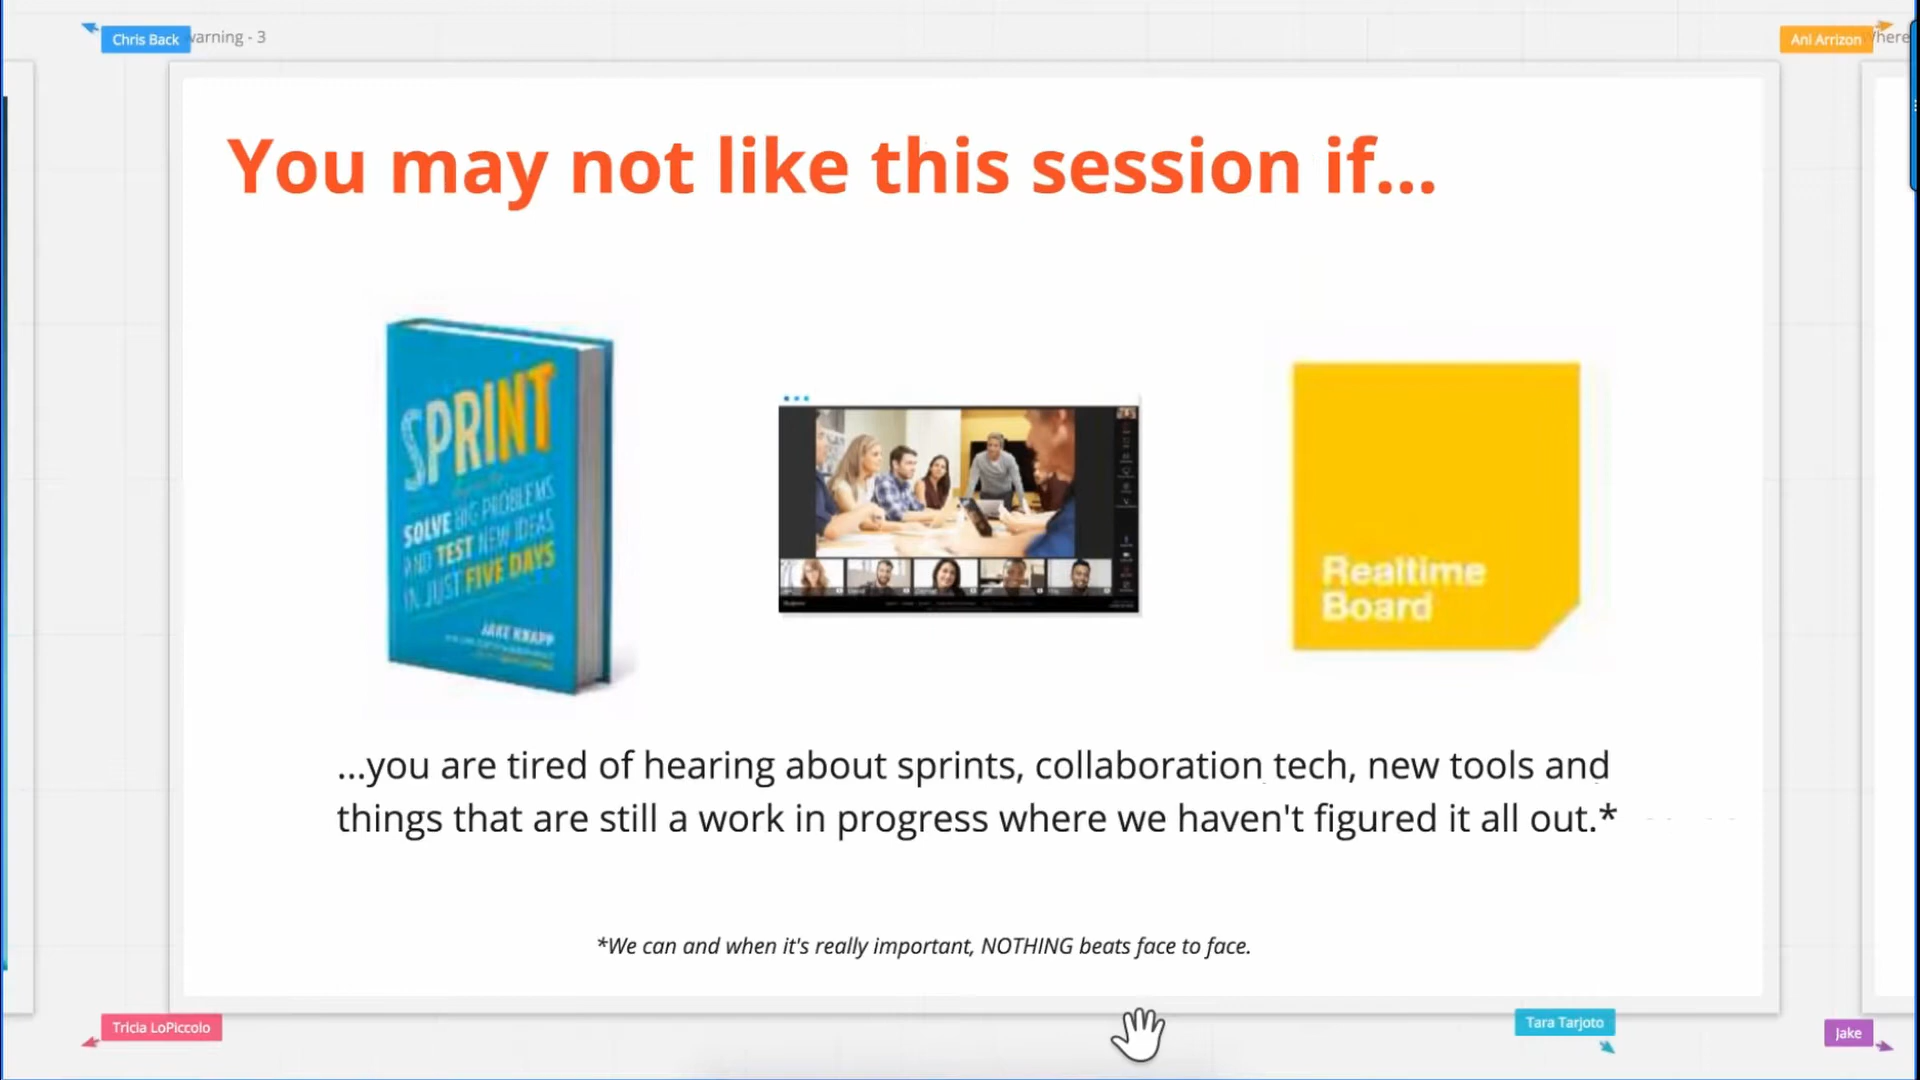 Chris Back
arning - 3
Ani Arrizon
Where
You may not like this session if...
SPRINT
SOLVE BIG PROBLEMS
AND TEST NEW IDEAS
IN JUST FIVE DAYS
JAKE KNAPP
Realtime
Board
...you are tired of hearing about sprints, collaboration tech, new tools and
things that are still a work in progress where we haven't figured it all out.*
*We can and when it's really important, NOTHING beats face to face.
Tricia LoPiccolo
Tara Tarjoto
Jake